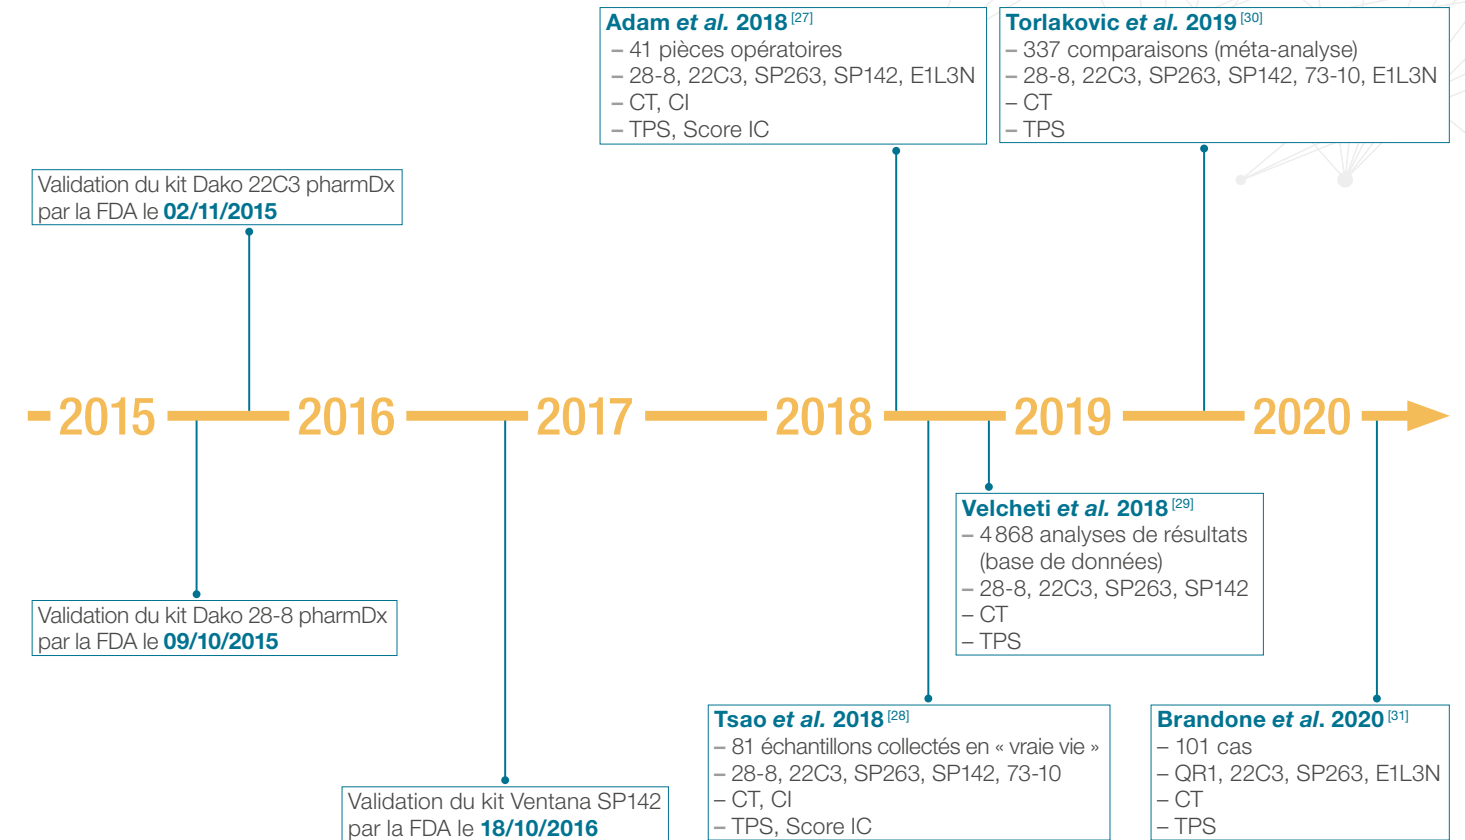 Adam et al. 2018 [27]
– 41 pièces opératoires
– 28-8, 22C3, SP263, SP142, E1L3N
– CT, CI
– TPS, Score IC
Torlakovic et al. 2019 [30]
– 337 comparaisons (méta-analyse)
– 28-8, 22C3, SP263, SP142, 73-10, E1L3N
– CT
– TPS
Validation du kit Dako 22C3 pharmDx
par la FDA le 02/11/2015
2015
2016
2017
2018
2019
2020
Velcheti et al. 2018 [29]
– 4 868 analyses de résultats
(base de données)
– 28-8, 22C3, SP263, SP142
– CT
– TPS
Validation du kit Dako 28-8 pharmDx
par la FDA le 09/10/2015
Tsao et al. 2018 [28]
– 81 échantillons collectés en « vraie vie »
– 28-8, 22C3, SP263, SP142, 73-10
– CT, CI
– TPS, Score IC
Brandone et al. 2020 [31]
– 101 cas
– QR1, 22C3, SP263, E1L3N
– CT
– TPS
Validation du kit Ventana SP142
par la FDA le 18/10/2016